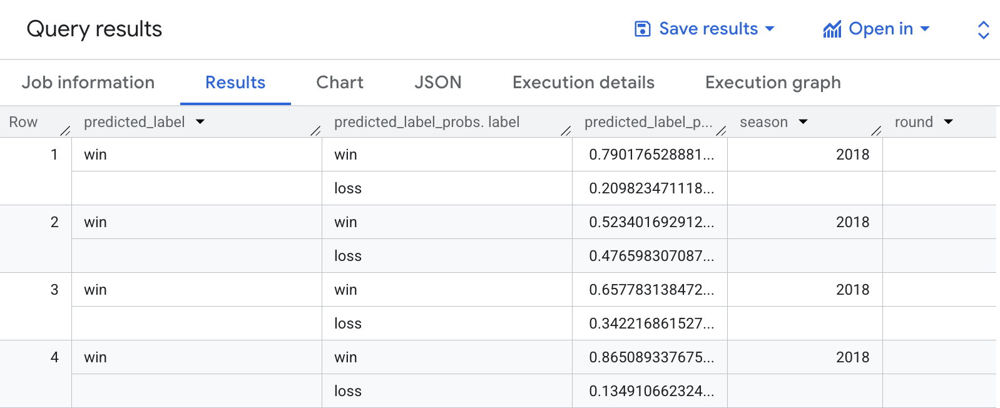 Query results Save results Open in
Job information Results Chart JSON Execution details Execution graph
Row predicted_label predicted_label_probs. label predicted_label_p... season round
1 win win 0.790176528881... 2018
loss 0.209823471118...
2 win win 0.523401692912... 2018
loss 0.476598307087...
3 win win 0.657783138472... 2018
loss 0.342216861527...
4 win win 0.865089337675... 2018
loss 0.134910662324...